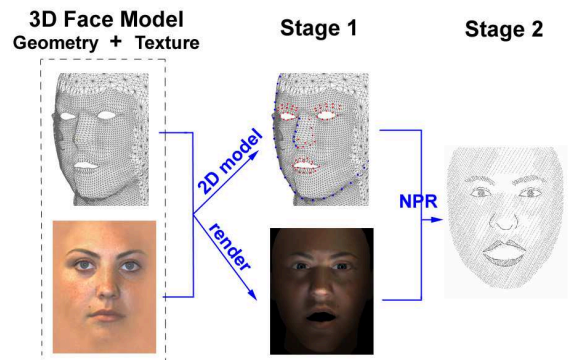 3D Face Model
Geometry + Texture
Stage 1
Stage 2
2D model
render
NPR